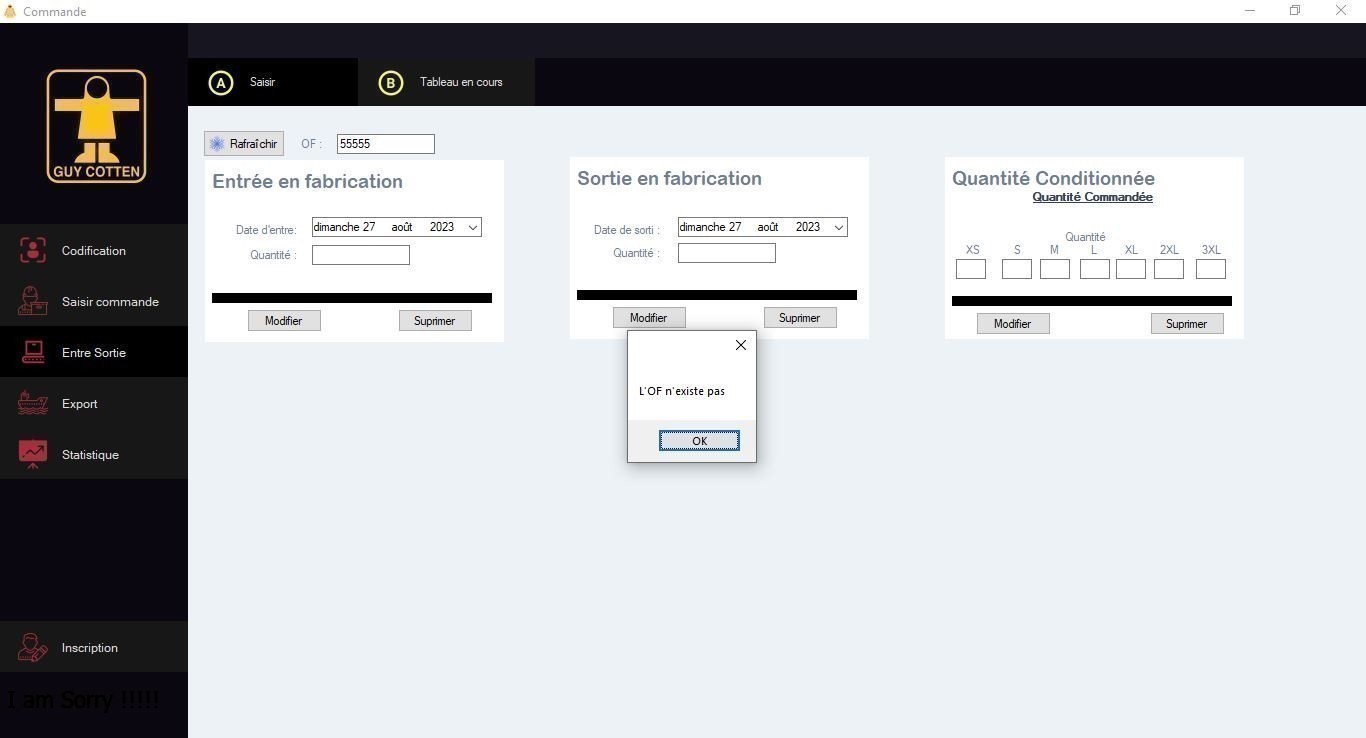 Commande
GUY COTTEN
A Saisir
B Tableau en cours
Codification
Saisir commande
Entre Sortie
Export
Statistique
Inscription
I am Sorry !!!!!
Rafraîchir OF : 55555
Entrée en fabrication
Date d'entre: dimanche 27 août 2023
Quantité :
Modifier Suprimer
Sortie en fabrication
Date de sorti : dimanche 27 août 2023
Quantité :
Modifier Suprimer
Quantité Conditionnée
Quantité Commandée
Quantité
XS S M L XL 2XL 3XL
Modifier Suprimer
L'OF n'existe pas
OK